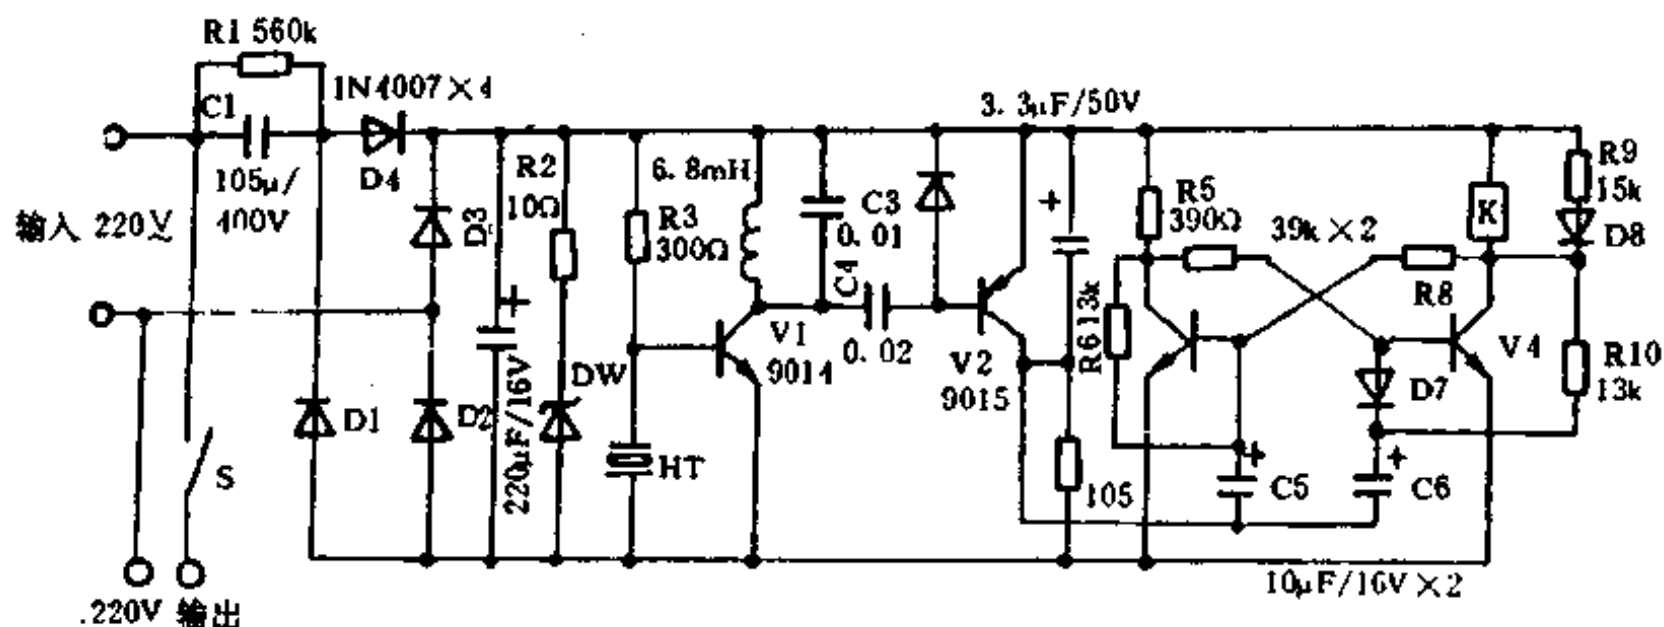 R1 560k
1N4007×4
C1
105μ/
400V
D4
输入 220V
D3
R2
10Ω
6.8mH
R3
300Ω
C3
0.01
C4
0.02
3.3μF/50V
+
R5
390Ω
39k×2
K
R9
15k
D8
R8
V1
9014
V2
9015
R6 13k
V4
R10
13k
D7
DW
D1
D2
+
220μF/16V
HT
S
105
+
C5
+
C6
10μF/16V×2
.220V 输出